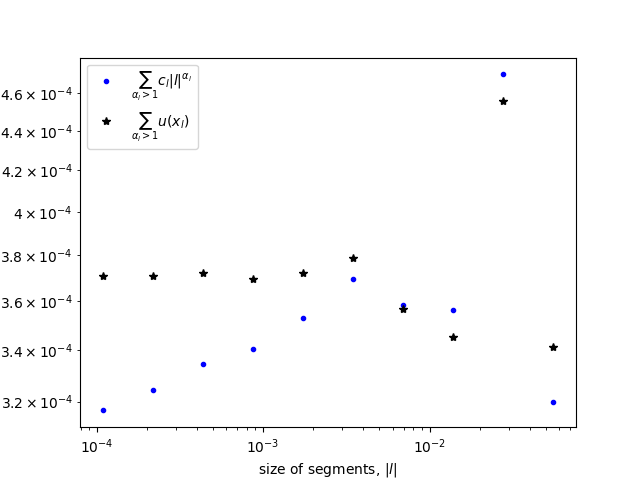 ∑ c_l|l|^{α_l}
α_l>1
∑ u(x_l)
α_l>1
4.6 × 10⁻⁴
4.4 × 10⁻⁴
4.2 × 10⁻⁴
4 × 10⁻⁴
3.8 × 10⁻⁴
3.6 × 10⁻⁴
3.4 × 10⁻⁴
3.2 × 10⁻⁴
10⁻⁴ 10⁻³ 10⁻²
size of segments, |l|